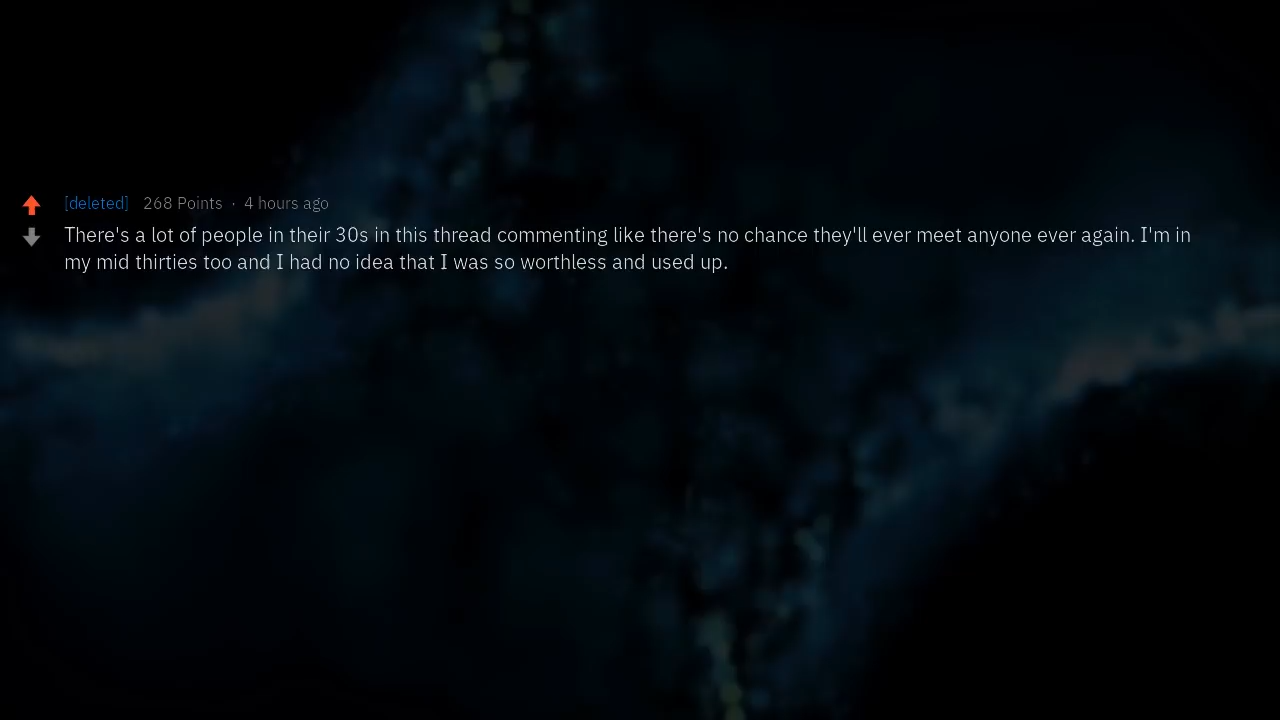 [deleted] 268 Points · 4 hours ago
There's a lot of people in their 30s in this thread commenting like there's no chance they'll ever meet anyone ever again. I'm in
my mid thirties too and I had no idea that I was so worthless and used up.